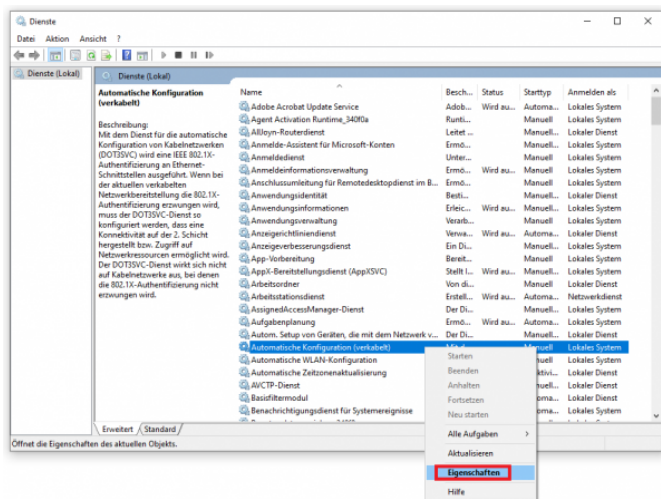 Dienste
Datei Aktion Ansicht ?
Dienste (Lokal)
Dienste (Lokal)
Automatische Konfiguration
(verkabelt)
Beschreibung:
Mit dem Dienst für die automatische
Konfiguration von Kabelnetzwerken
(DOT3SVC) wird eine IEEE 802.1X-
Authentifizierung an Ethernet-
Schnittstellen ausgeführt. Wenn bei
der aktuellen verkabelten
Netzwerkbereitstellung die 802.1X-
Authentifizierung erzwungen wird,
muss der DOT3SVC-Dienst so
konfiguriert werden, dass eine
Konnektivität auf der 2. Schicht
hergestellt bzw. Zugriff auf
Netzwerkressourcen ermöglicht wird.
Der DOT3SVC-Dienst wirkt sich nicht
auf Kabelnetzwerke aus, bei denen
die 802.1X-Authentifizierung nicht
erzwungen wird.
Name Besch... Status Starttyp Anmelden als
Adobe Acrobat Update Service Adob... Wird au... Automa... Lokales System
Agent Activation Runtime_340f0a Runti... Manuell Lokales System
AllJoyn-Routerdienst Leitet ... Manuell... Lokaler Dienst
Anmelde-Assistent für Microsoft-Konten Ermö... Manuell... Lokales System
Anmeldedienst Unter... Manuell Lokales System
Anmeldeinformationsverwaltung Ermö... Wird au... Manuell Lokales System
Anschlussumleitung für Remotedesktopdienst im B... Ermö... Manuell Lokales System
Anwendungsidentität Besti... Manuell... Lokaler Dienst
Anwendungsinformationen Erleic... Wird au... Manuell... Lokales System
Anwendungsverwaltung Verarb... Manuell Lokales System
Anzeigerichtliniendienst Verwa... Wird au... Automa... Lokaler Dienst
Anzeigeverbesserungsdienst Ein Di... Manuell... Lokales System
App-Vorbereitung Bereit... Manuell Lokales System
AppX-Bereitstellungsdienst (AppXSVC) Stellt I... Wird au... Manuell... Lokales System
Arbeitsordner Von di... Manuell Lokaler Dienst
Arbeitsstationsdienst Erstell... Wird au... Automa... Netzwerkdienst
AssignedAccessManager-Dienst Der Di... Manuell... Lokales System
Aufgabenplanung Ermö... Wird au... Automa... Lokales System
Autom. Setup von Geräten, die mit dem Netzwerk v... Der Di... Manuell... Lokaler Dienst
Automatische Konfiguration (verkabelt) Manuell Lokales System
Automatische WLAN-Konfiguration Lokales System
Automatische Zeitzonenaktualisierung Lokaler Dienst
AVCTP-Dienst Lokaler Dienst
Basisfiltermodul Lokaler Dienst
Benachrichtigungsdienst für Systemereignisse Lokales System
Starten
Beenden
Anhalten
Fortsetzen
Neu starten
Alle Aufgaben
Aktualisieren
Eigenschaften
Hilfe
Erweitert Standard
Öffnet die Eigenschaften des aktuellen Objekts.